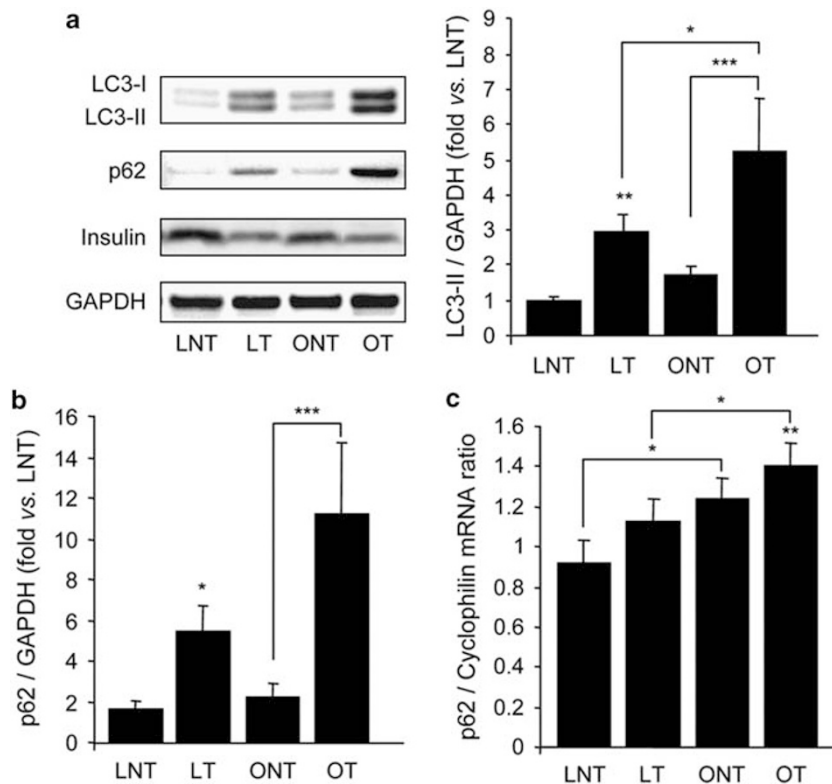 a
LC3-I
LC3-II
p62
Insulin
GAPDH
LNT LT ONT OT
LC3-II / GAPDH (fold vs. LNT)
9
8
7
6
5
4
3
2
1
0
*
***
**
LNT LT ONT OT
b
p62 / GAPDH (fold vs. LNT)
16
14
12
10
8
6
4
2
0
***
*
LNT LT ONT OT
c
p62 / Cyclophilin mRNA ratio
1.6
1.4
1.2
1
0.8
0.6
0.4
0.2
0
*
**
*
LNT LT ONT OT